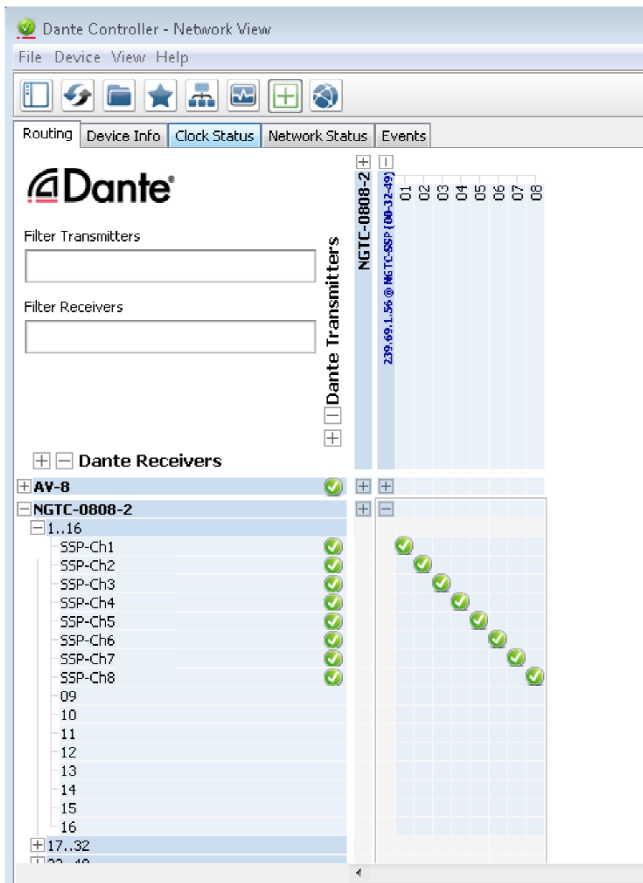 Dante Controller - Network View
File Device View Help
Routing Device Info Clock Status Network Status Events
Dante®
Filter Transmitters
Filter Receivers
Dante Transmitters
NGTC-0808-2
239.69.1.56 @ NGTC-SSP (00-32-49)
01 02 03 04 05 06 07 08
Dante Receivers
AV-8
NGTC-0808-2
1..16
SSP-Ch1
SSP-Ch2
SSP-Ch3
SSP-Ch4
SSP-Ch5
SSP-Ch6
SSP-Ch7
SSP-Ch8
09
10
11
12
13
14
15
16
17..32